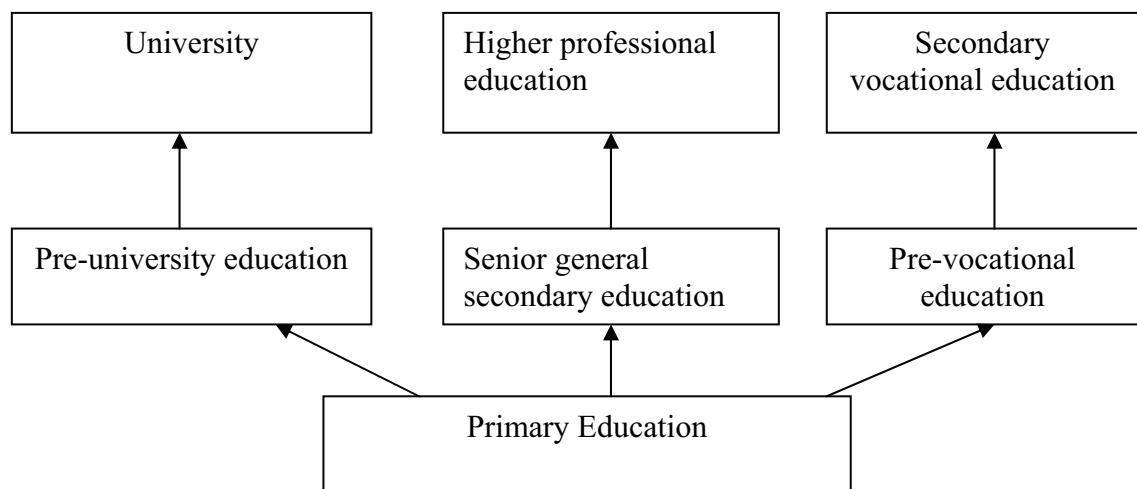 University
Higher professional
education
Secondary
vocational education
Pre-university education
Senior general
secondary education
Pre-vocational
education
Primary Education